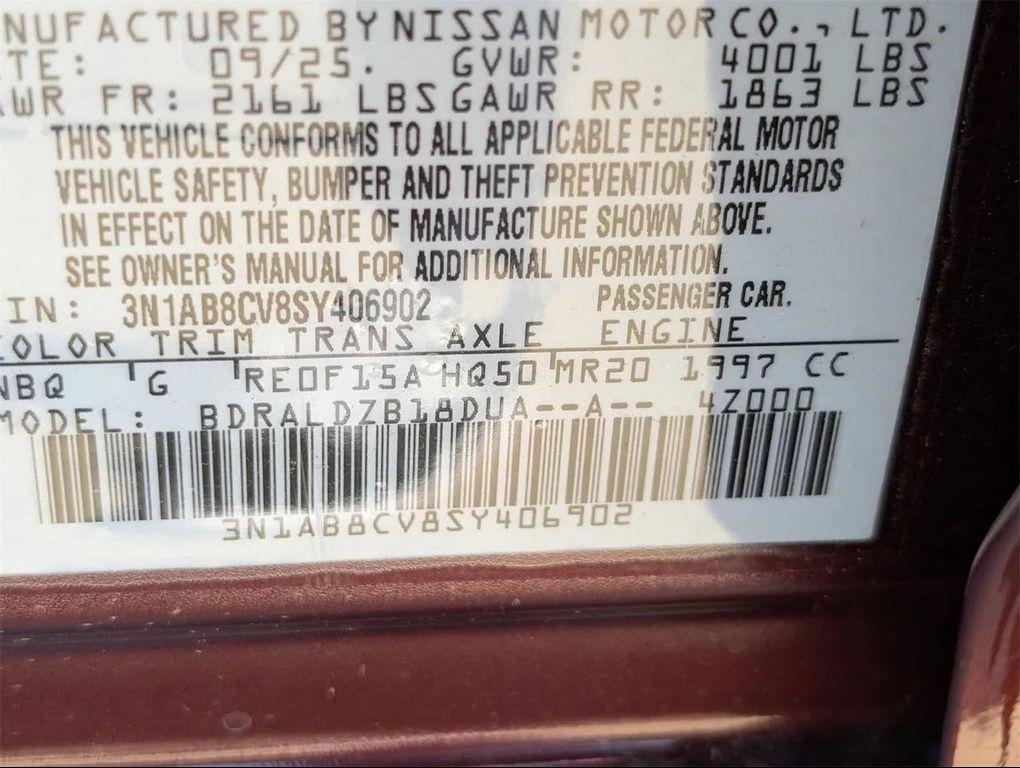 NUFACTURED BY NISSAN MOTOR CO., LTD.
TE: 09/25. GVWR: 4001 LBS
WR FR: 2161 LBS GAWR RR: 1863 LBS
THIS VEHICLE CONFORMS TO ALL APPLICABLE FEDERAL MOTOR
VEHICLE SAFETY, BUMPER AND THEFT PREVENTION STANDARDS
IN EFFECT ON THE DATE OF MANUFACTURE SHOWN ABOVE.
SEE OWNER'S MANUAL FOR ADDITIONAL INFORMATION.
IN: 3N1AB8CV8SY406902 PASSENGER CAR.
COLOR TRIM TRANS AXLE ENGINE
NBQ G RE0F15A HQ50 MR20 1997 CC
MODEL: BDRALDZB18DUA--A-- 4Z000
3N1AB8CV8SY406902